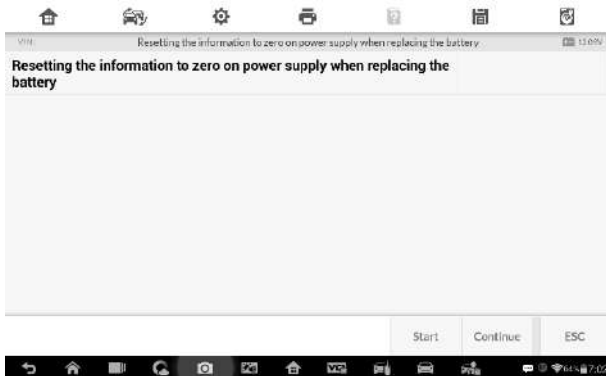 VIN:
Resetting the information to zero on power supply when replacing the battery
Resetting the information to zero on power supply when replacing the
battery
Start Continue ESC